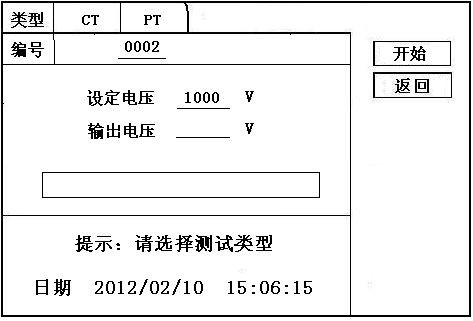 类型 CT PT
编号 0002
开始
返回
设定电压 1000 V
输出电压 V
提示：请选择测试类型
日期 2012/02/10 15:06:15